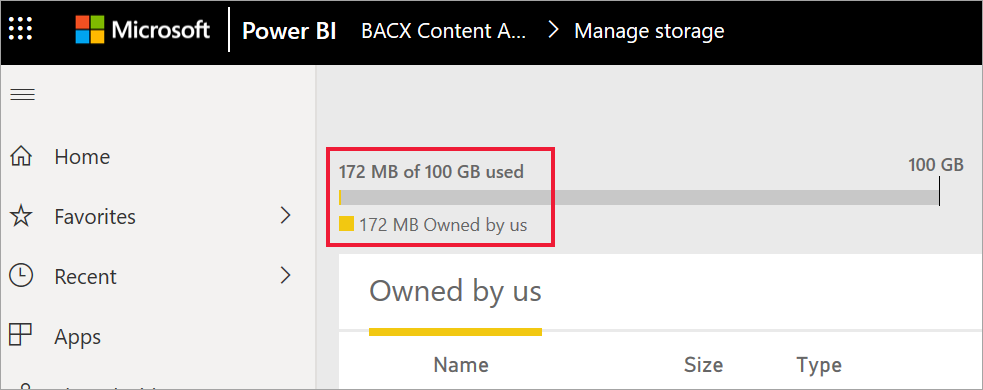 Microsoft Power BI BACX Content A... > Manage storage
Home
Favorites
Recent
Apps
172 MB of 100 GB used
100 GB
172 MB Owned by us
Owned by us
Name Size Type